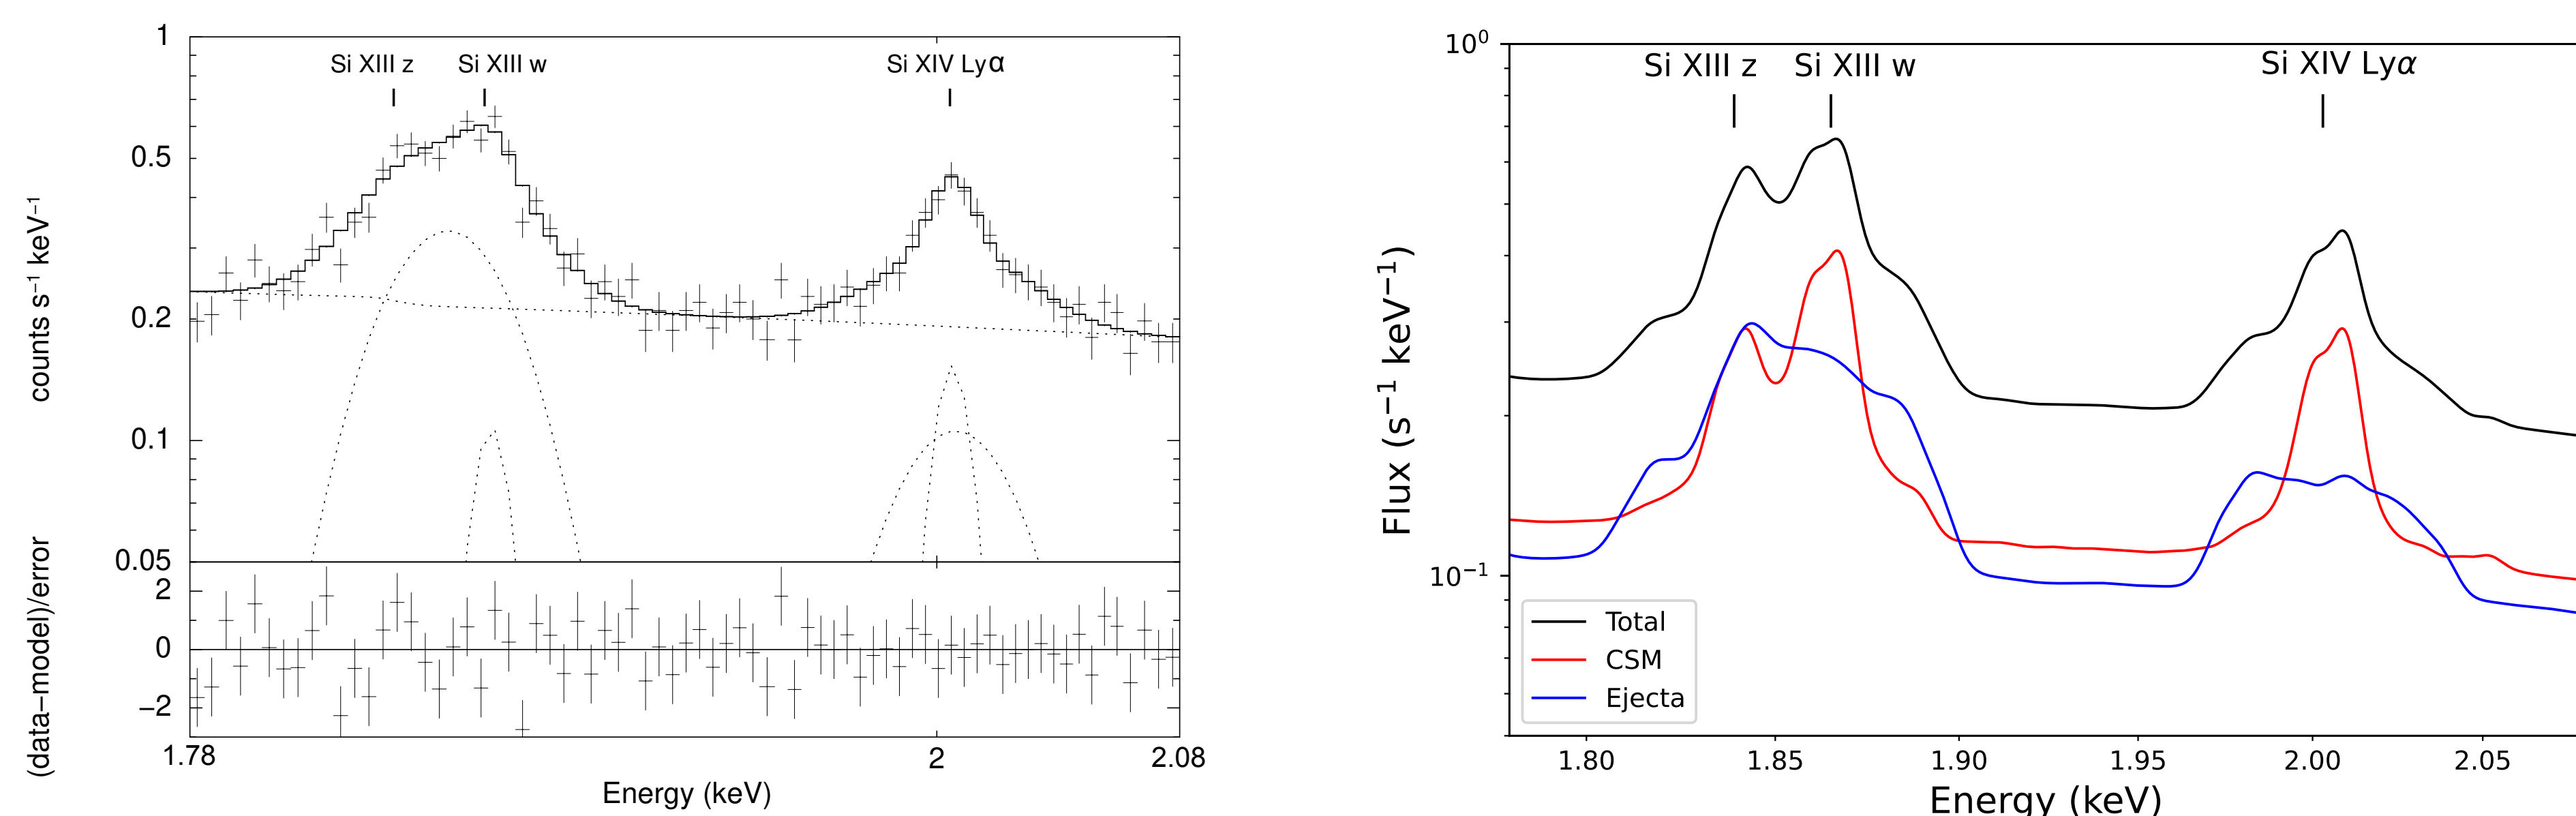 Si XIII z Si XIII w Si XIV Lyα
1
0.5
0.2
0.1
0.05
counts s⁻¹ keV⁻¹
2
0
−2
(data−model)/error
1.78 2 2.08
Energy (keV)
Si XIII z Si XIII w Si XIV Lyα
10⁰
10⁻¹
Flux (s⁻¹ keV⁻¹)
Total
CSM
Ejecta
1.80 1.85 1.90 1.95 2.00 2.05
Energy (keV)